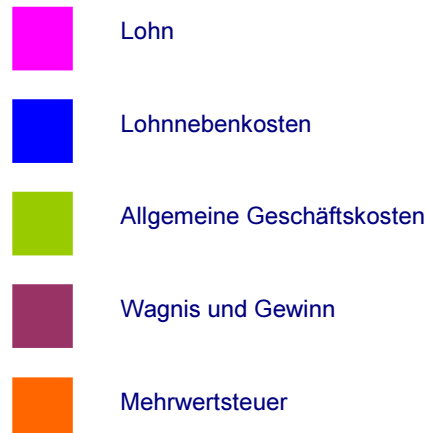 Lohn
Lohnnebenkosten
Allgemeine Geschäftskosten
Wagnis und Gewinn
Mehrwertsteuer